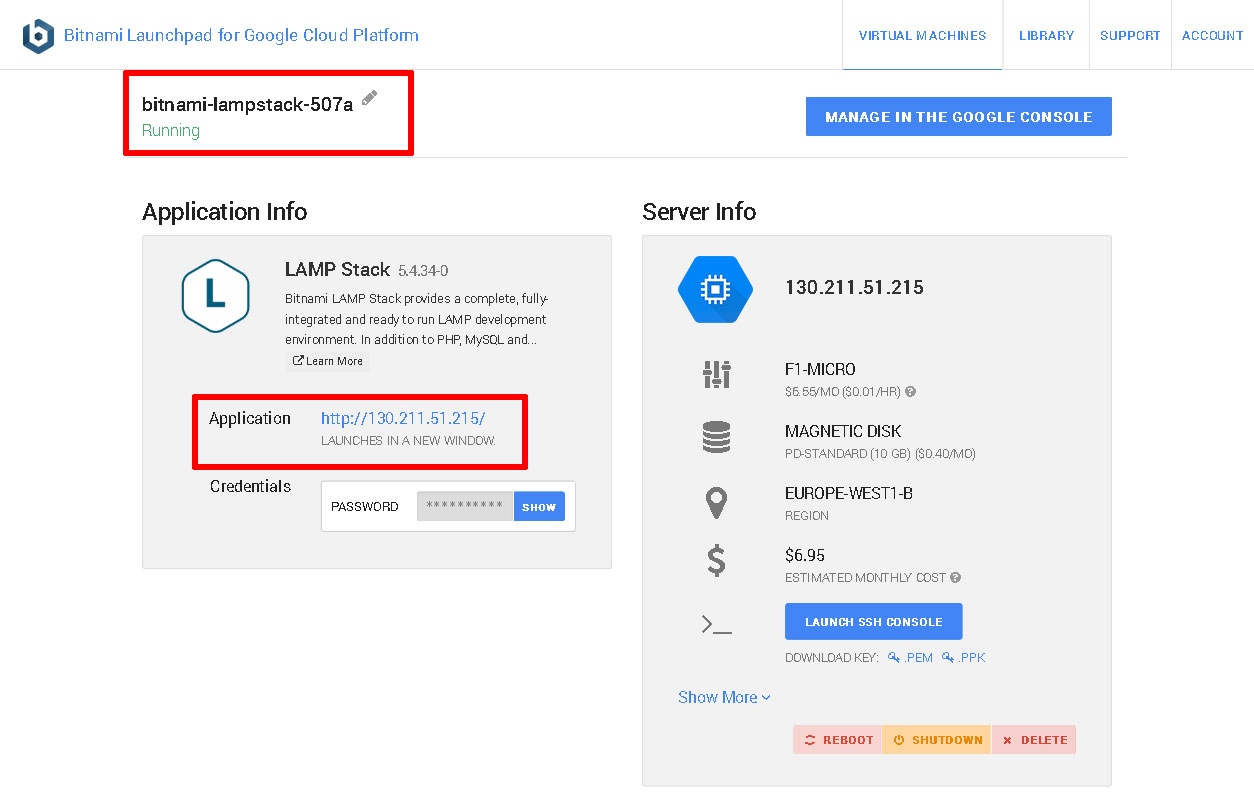 Bitnami Launchpad for Google Cloud Platform
VIRTUAL MACHINES
LIBRARY
SUPPORT
ACCOUNT
bitnami-lampstack-507a
Running
MANAGE IN THE GOOGLE CONSOLE
Application Info
L
LAMP Stack 5.4.34-0
Bitnami LAMP Stack provides a complete, fully-
integrated and ready to run LAMP development
environment. In addition to PHP, MySQL and...
Learn More
Application http://130.211.51.215/
LAUNCHES IN A NEW WINDOW.
Credentials
PASSWORD ********** SHOW
Server Info
130.211.51.215
F1-MICRO
$6.55/MO ($0.01/HR)
MAGNETIC DISK
PD-STANDARD (10 GB) ($0.40/MO)
EUROPE-WEST1-B
REGION
$6.95
ESTIMATED MONTHLY COST
LAUNCH SSH CONSOLE
DOWNLOAD KEY: .PEM .PPK
Show More
REBOOT SHUTDOWN DELETE